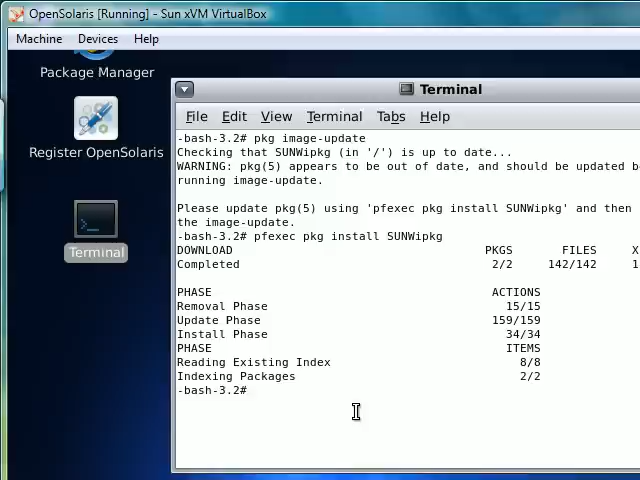 OpenSolaris [Running] - Sun xVM VirtualBox
Machine Devices Help
Package Manager
Register OpenSolaris
Terminal
Terminal
File Edit View Terminal Tabs Help
-bash-3.2# pkg image-update
Checking that SUNWipkg (in '/') is up to date...
WARNING: pkg(5) appears to be out of date, and should be updated b
running image-update.
Please update pkg(5) using 'pfexec pkg install SUNWipkg' and then
the image-update.
-bash-3.2# pfexec pkg install SUNWipkg
DOWNLOAD PKGS FILES X
Completed 2/2 142/142 1
PHASE ACTIONS
Removal Phase 15/15
Update Phase 159/159
Install Phase 34/34
PHASE ITEMS
Reading Existing Index 8/8
Indexing Packages 2/2
-bash-3.2#